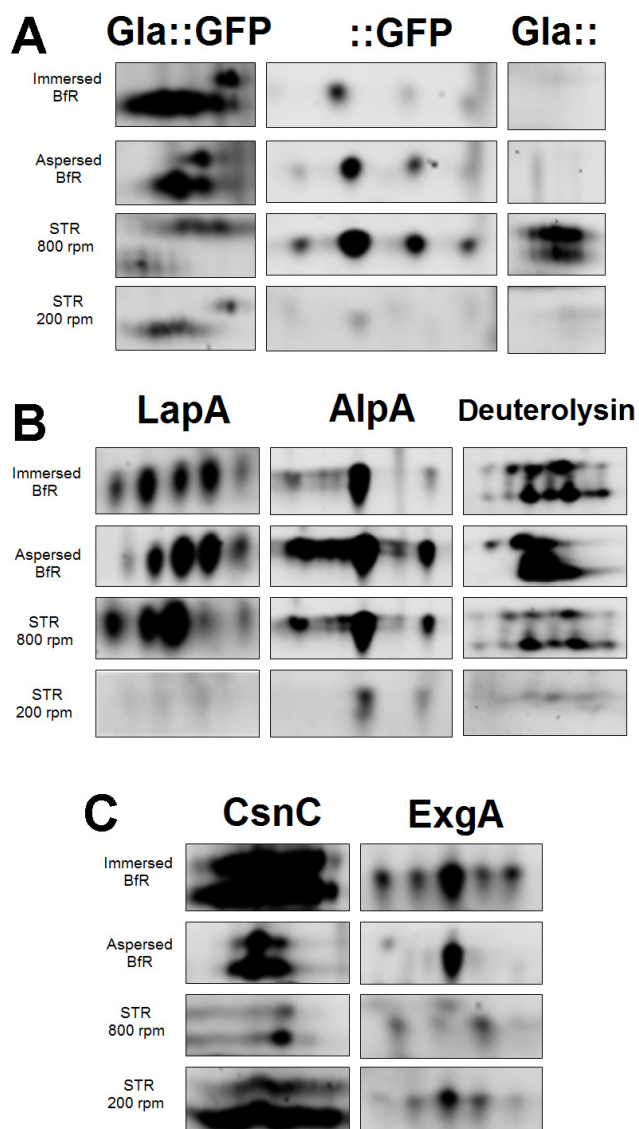 A
Gla::GFP ::GFP Gla::
Immersed
BfR
Aspersed
BfR
STR
800 rpm
STR
200 rpm
B
LapA AlpA Deuterolysin
Immersed
BfR
Aspersed
BfR
STR
800 rpm
STR
200 rpm
C
CsnC ExgA
Immersed
BfR
Aspersed
BfR
STR
800 rpm
STR
200 rpm